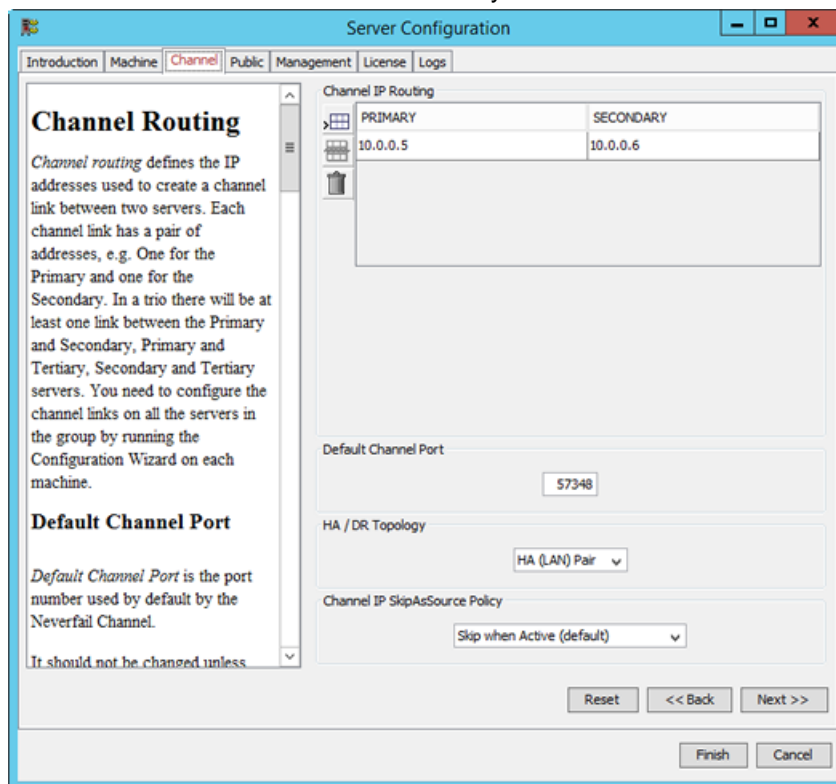 Server Configuration
Introduction Machine Channel Public Management License Logs
Channel Routing
Channel routing defines the IP
addresses used to create a channel
link between two servers. Each
channel link has a pair of
addresses, e.g. One for the
Primary and one for the
Secondary. In a trio there will be at
least one link between the Primary
and Secondary, Primary and
Tertiary, Secondary and Tertiary
servers. You need to configure the
channel links on all the servers in
the group by running the
Configuration Wizard on each
machine.
Default Channel Port
Default Channel Port is the port
number used by default by the
Neverfail Channel.
It should not be changed unless
Channel IP Routing
PRIMARY SECONDARY
10.0.0.5 10.0.0.6
Default Channel Port
57348
HA / DR Topology
HA (LAN) Pair
Channel IP SkipAsSource Policy
Skip when Active (default)
Reset << Back Next >>
Finish Cancel